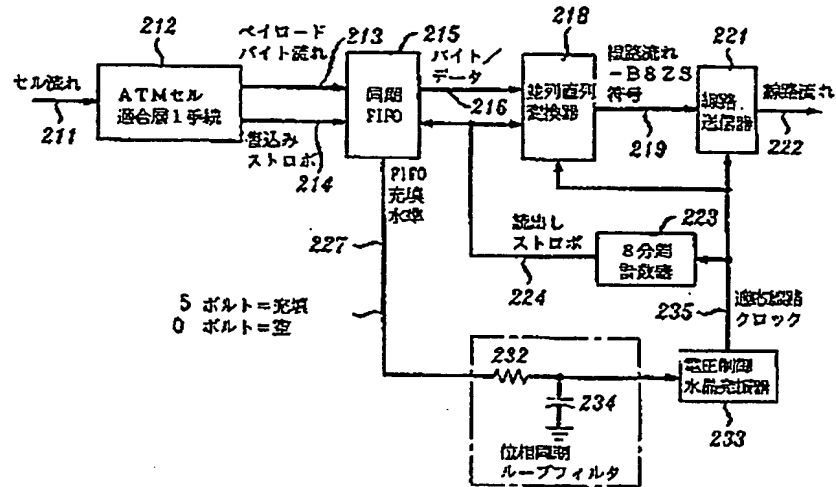 212
ペイロード
バイト流れ
213
215
218
221
セル流れ
211
ATMセル
適合層1手続
同期
FIFO
バイト/
データ
216
並列直列
変換器
線路流れ
-B8ZS
符号
219
線路
送信器
線路流れ
222
書込み
ストロボ
214
FIFO
充填
水準
227
読出し
ストロボ
224
223
8分周
計数器
235
線路
クロック
5 ボルト=充填
0 ボルト=空
232
234
電圧制御
水晶発振器
233
位相同期
ループフィルタ